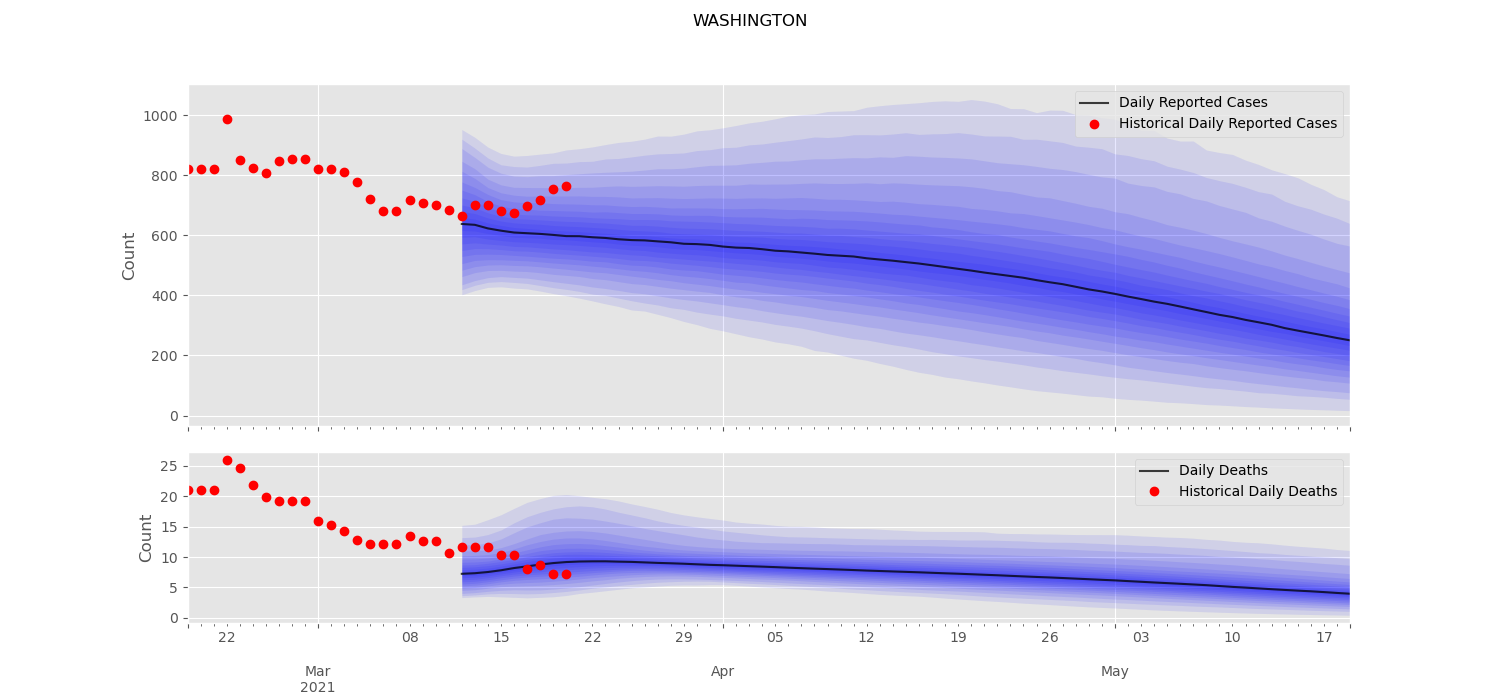 WASHINGTON
Count
1000
800
600
400
200
0
Daily Reported Cases
Historical Daily Reported Cases
Count
25
20
15
10
5
0
Daily Deaths
Historical Daily Deaths
22 08 15 22 29 05 12 19 26 03 10 17
Mar Apr May
2021